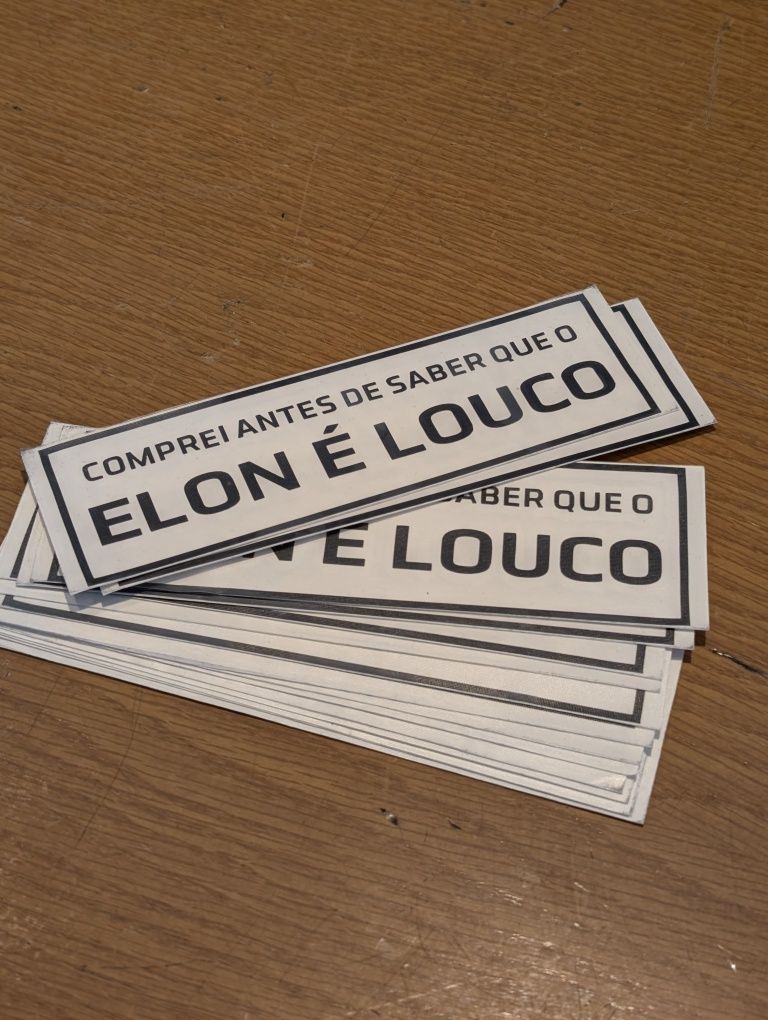 COMPREI ANTES DE SABER QUE O
ELON É LOUCO
SABER QUE O
N É LOUCO